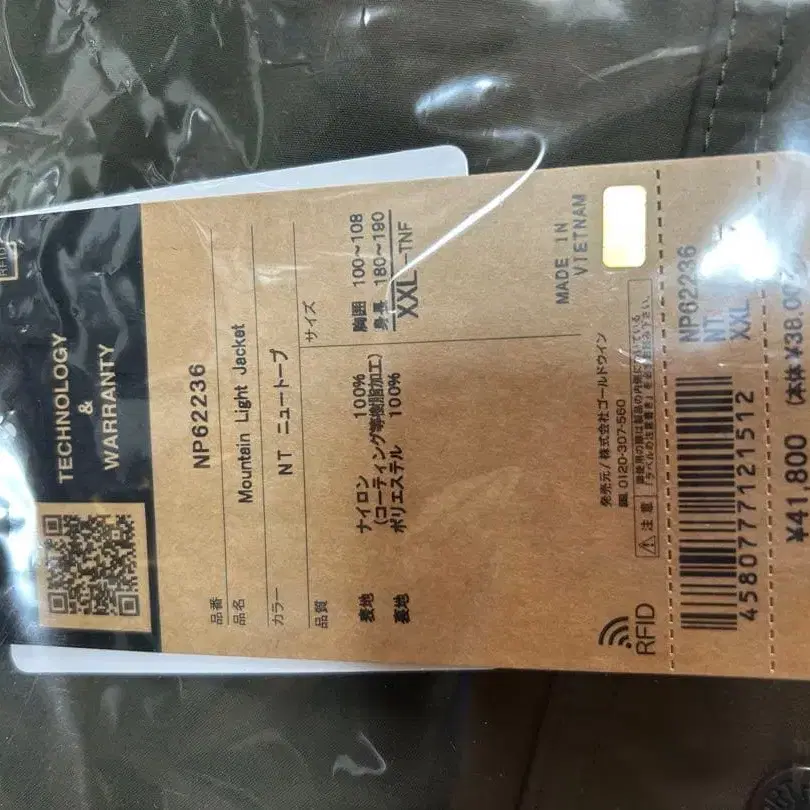 RFID
TECHNOLOGY
&
WARRANTY
品番 NP62236
品名 Mountain Light Jacket
カラー NT ニュートープ
品質
サイズ
表地 ナイロン 100%
(コーティング等樹脂加工)
裏地 ポリエステル 100%
胸囲 100~108
身長 180~190
XXL-TNF
MADE IN
VIETNAM
発売元/株式会社ゴールドウイン
0120-307-560
注意
RFID
NP62236
NT
XXL
4580777121512
¥41,800 (本体¥38,00